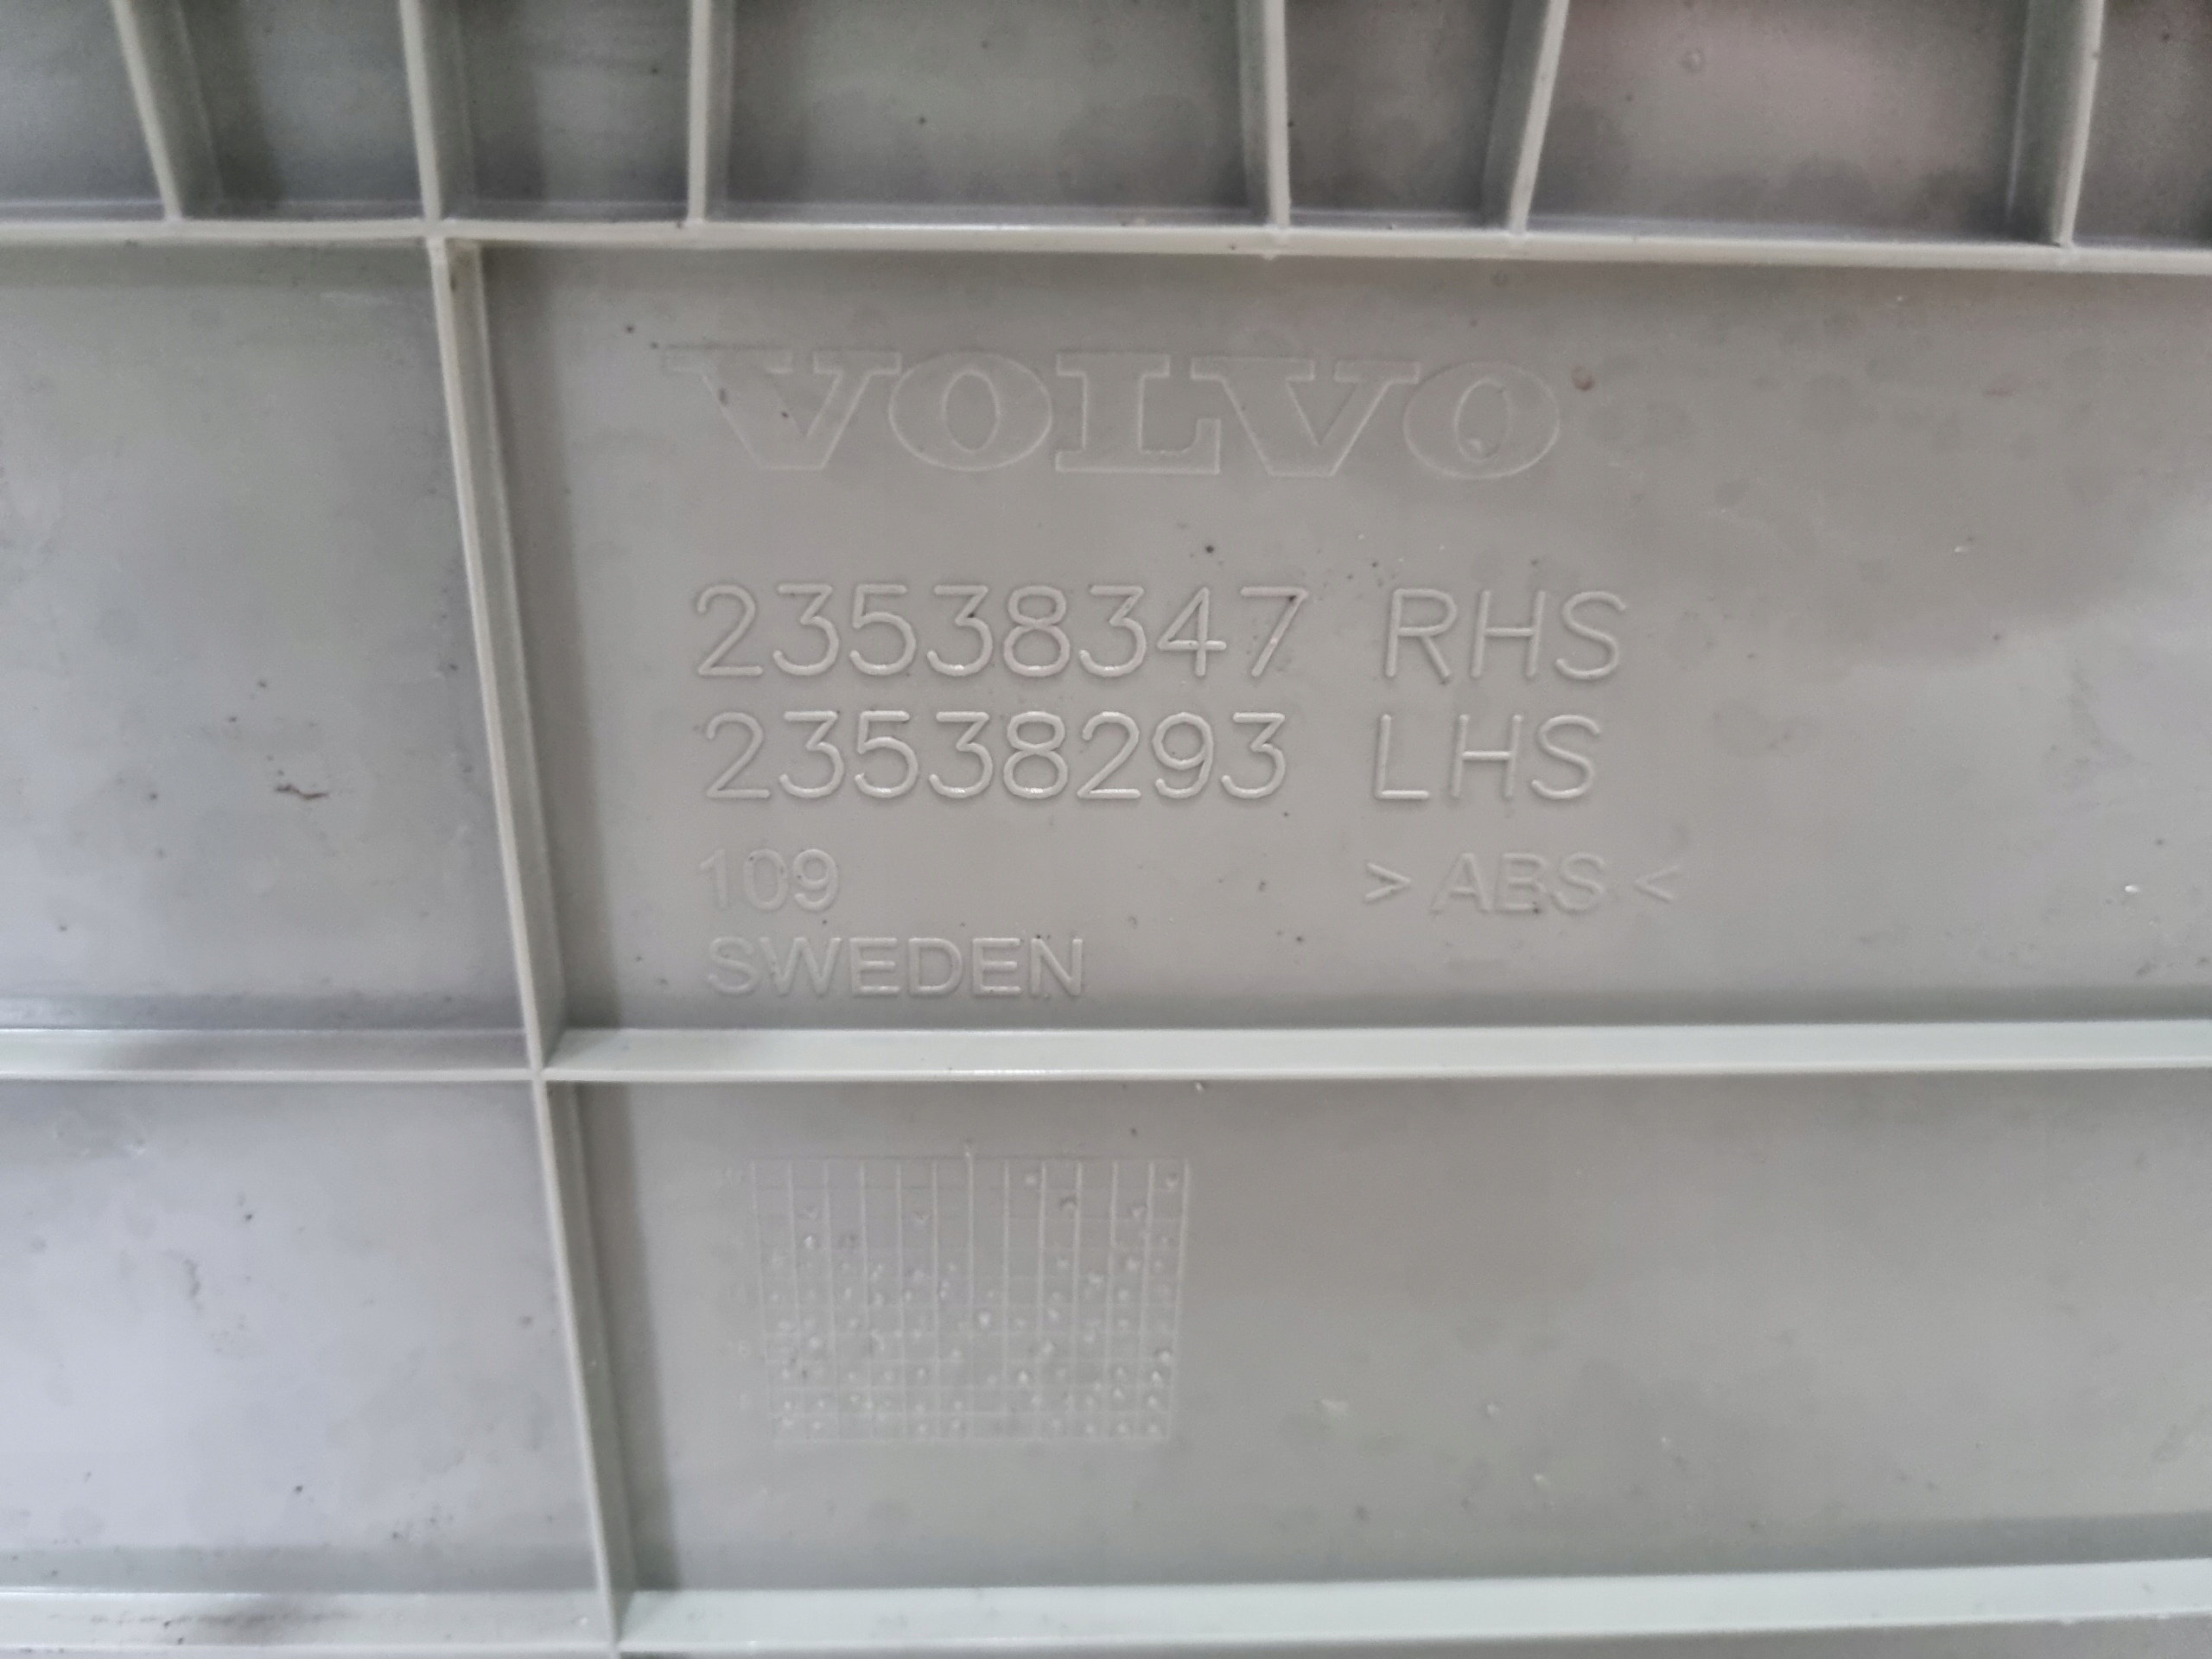 VOLVO
23538347 RHS
23538293 LHS
109 > ABS <
SWEDEN